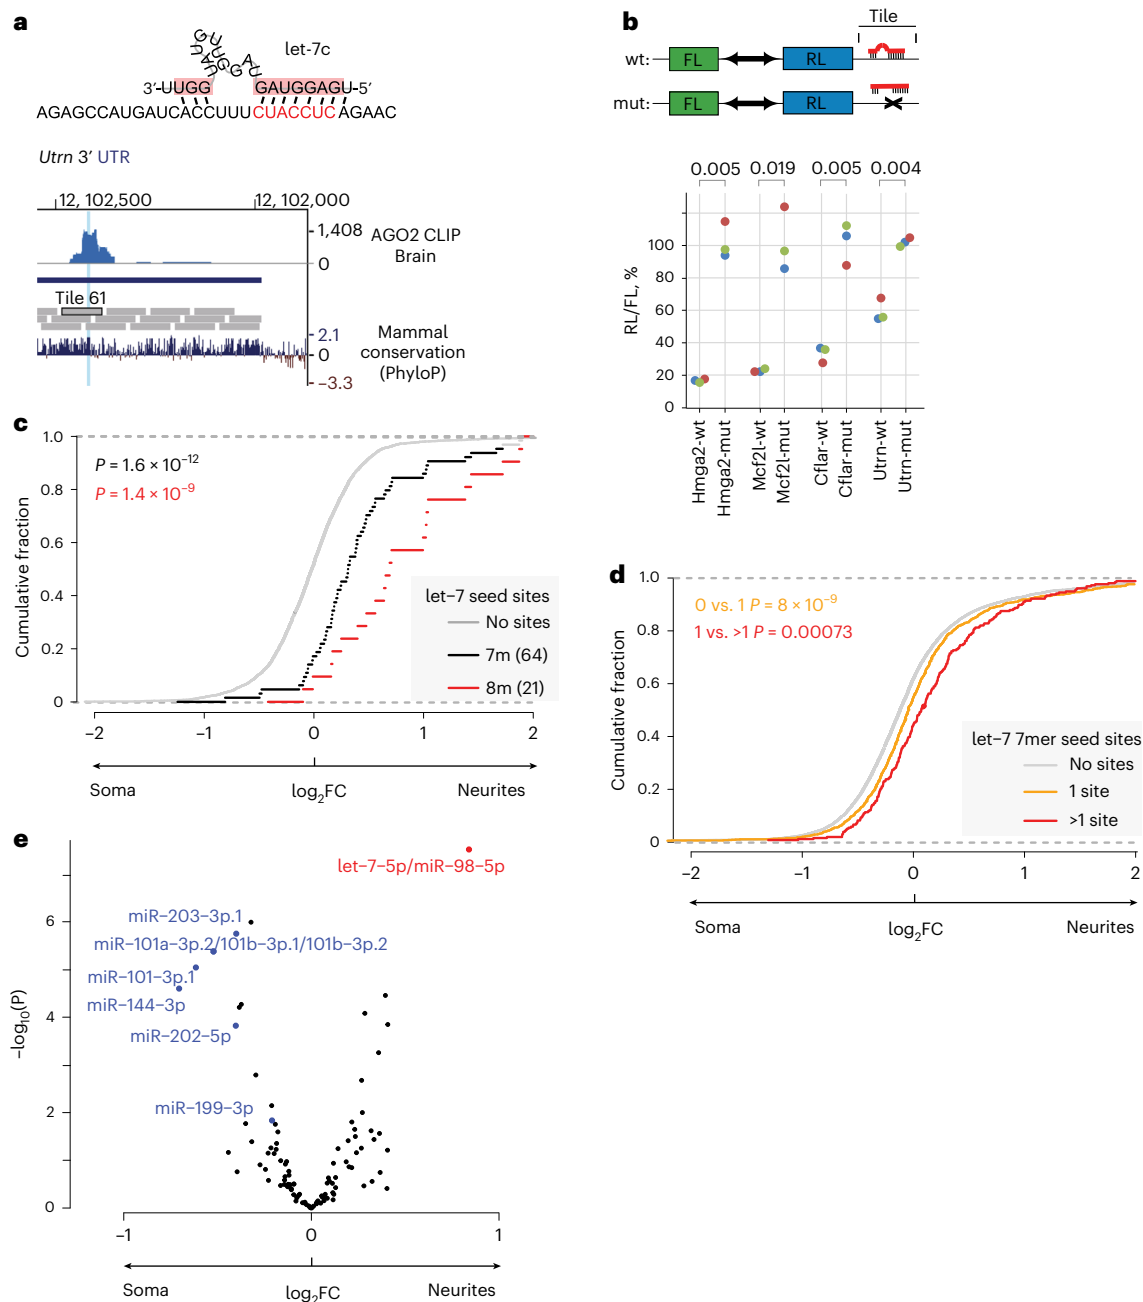 a
let-7c
GUUGGAU
UAU
3'-UUGG
GAUGGAGU-5'
AGAGCCAUGAUCACCUUUCUACCUCAGAAC
Utrn 3' UTR
12,102,500
12,102,000
1,408
0
AGO2 CLIP
Brain
Tile 61
2.1
0
−3.3
Mammal
conservation
(PhyloP)
b
Tile
wt:
FL
RL
mut:
FL
RL
0.005
0.019
0.005
0.004
RL/FL, %
100
80
60
40
20
0
Hmga2-wt
Hmga2-mut
Mcf2l-wt
Mcf2l-mut
Cflar-wt
Cflar-mut
Utrn-wt
Utrn-mut
c
Cumulative fraction
1.0
0.8
0.6
0.4
0.2
0
P = 1.6 × 10−12
P = 1.4 × 10−9
let−7 seed sites
No sites
7m (64)
8m (21)
−2
−1
0
1
2
Soma
log2FC
Neurites
d
Cumulative fraction
1.0
0.8
0.6
0.4
0.2
0
0 vs. 1 P = 8 × 10−9
1 vs. >1 P = 0.00073
let−7 7mer seed sites
No sites
1 site
>1 site
−2
−1
0
1
2
Soma
log2FC
Neurites
e
−log10(P)
6
4
2
0
let−7−5p/miR−98−5p
miR−203−3p.1
miR−101a−3p.2/101b−3p.1/101b−3p.2
miR−101−3p.1
miR−144−3p
miR−202−5p
miR−199−3p
−1
0
1
Soma
log2FC
Neurites